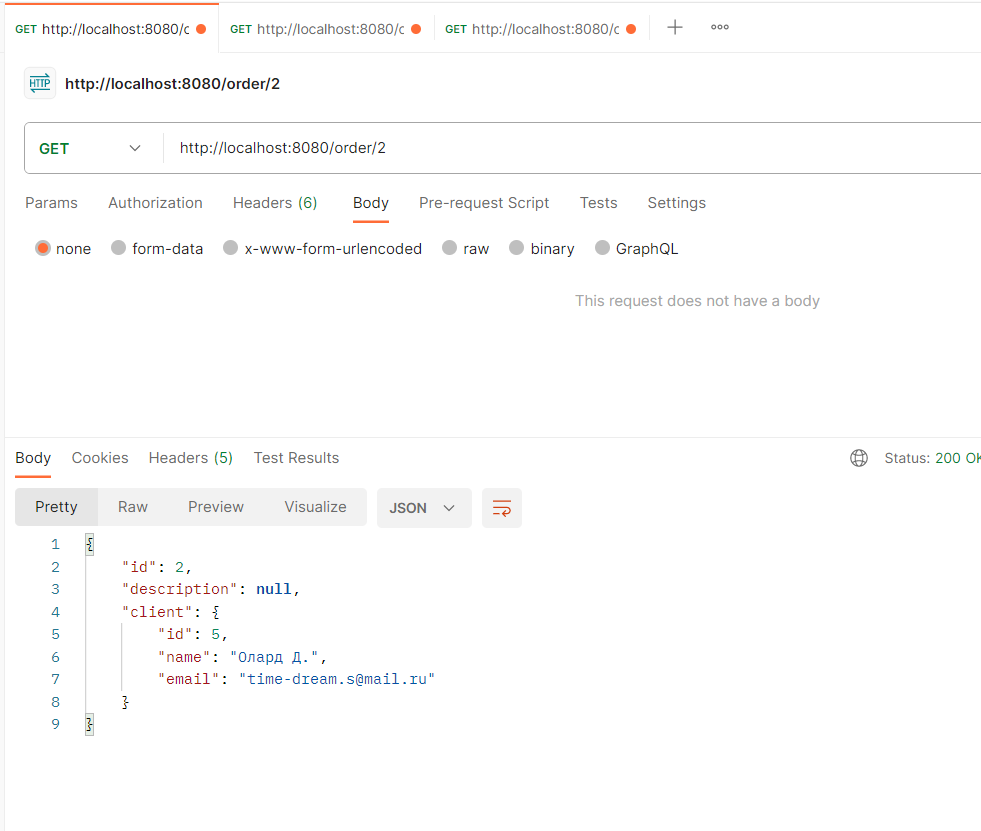 GET http://localhost:8080/c GET http://localhost:8080/c GET http://localhost:8080/c
HTTP http://localhost:8080/order/2
GET http://localhost:8080/order/2
Params Authorization Headers (6) Body Pre-request Script Tests Settings
none form-data x-www-form-urlencoded raw binary GraphQL
This request does not have a body
Body Cookies Headers (5) Test Results Status: 200 OK
Pretty Raw Preview Visualize JSON
1 {
2 "id": 2,
3 "description": null,
4 "client": {
5 "id": 5,
6 "name": "Олард Д.",
7 "email": "time-dream.s@mail.ru"
8 }
9 }